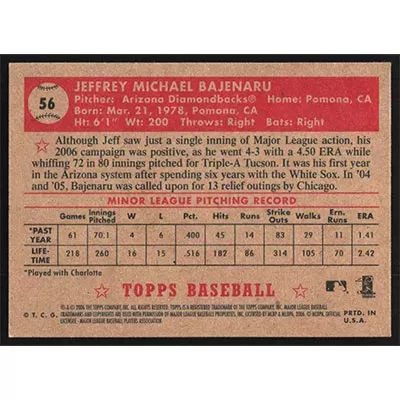 56
JEFFREY MICHAEL BAJENARU
Pitcher: Arizona Diamondbacks® Home: Pomona, CA
Born: Mar. 21, 1978, Pomona, CA
Ht: 6'1" Wt: 200 Throws: Right Bats: Right
Although Jeff saw just a single inning of Major League action, his
2006 campaign was positive, as he went 4-3 with a 4.50 ERA while
whiffing 72 in 80 innings pitched for Triple-A Tucson. It was his first year
in the Arizona system after spending six years with the White Sox. In '04
and '05, Bajenaru was called upon for 13 relief outings by Chicago.
MINOR LEAGUE PITCHING RECORD
Games Innings Pitched W L Pct. Hits Runs Strike Outs Walks Ern. Runs ERA
*PAST YEAR 61 70.1 4 6 .400 45 14 83 29 11 1.41
LIFE-TIME 218 260 16 15 .516 187 85 314 105 70 2.42
*Played with Charlotte
TOPPS BASEBALL
© T. C. G.
PRTD. IN
U.S.A.